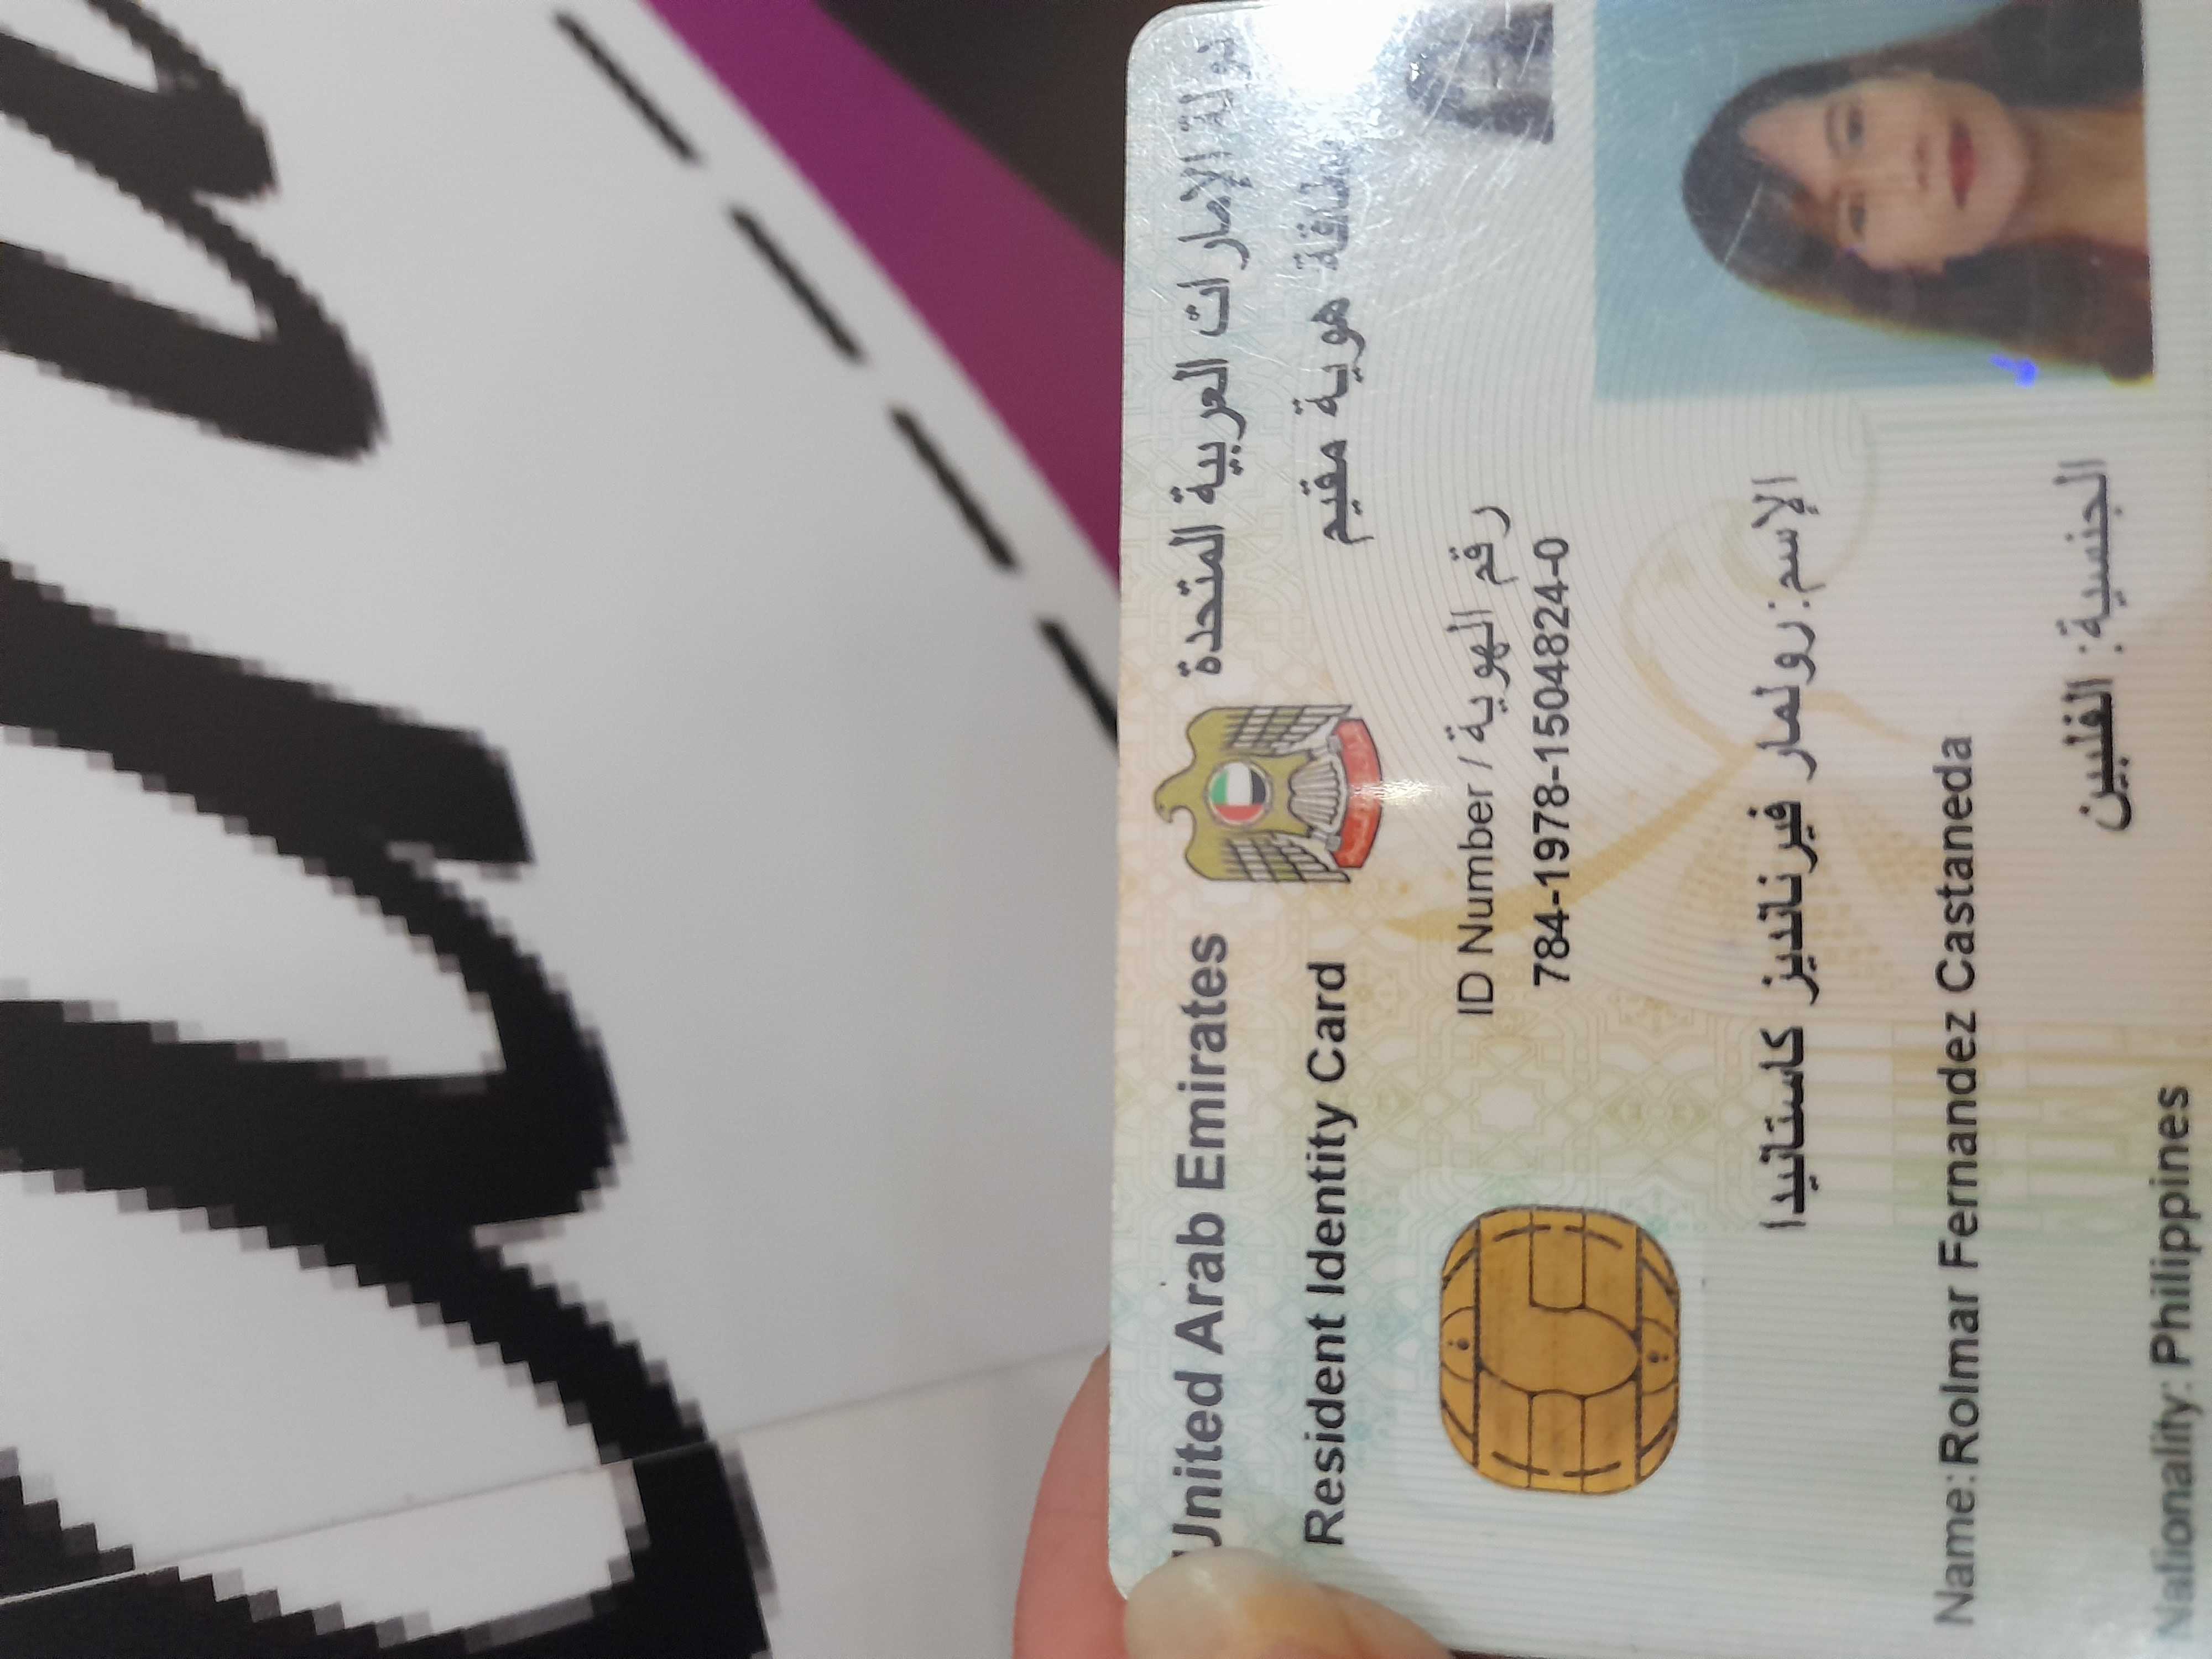 United Arab Emirates
دولة الإمارات العربية المتحدة
Resident Identity Card
بطاقة هوية مقيم
ID Number / رقم الهوية
784-1978-1504824-0
الإسم: رولمار فيرنانديز كاستانيدا
Name: Rolmar Fernandez Castaneda
الجنسية: الفلبين
Nationality: Philippines